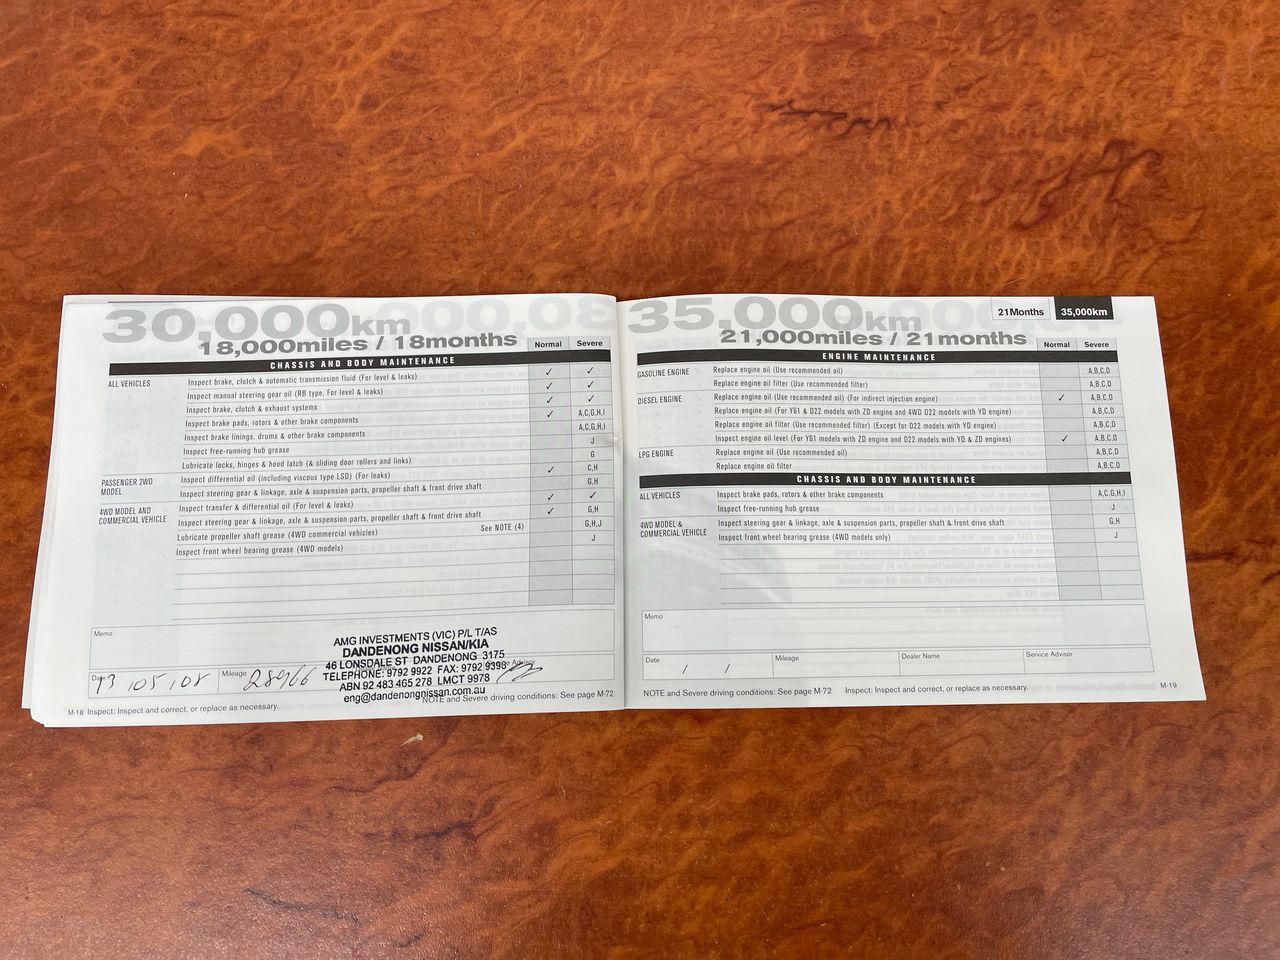 30,000km
18,000miles / 18months
Normal Severe
CHASSIS AND BODY MAINTENANCE
ALL VEHICLES Inspect brake, clutch & automatic transmission fluid (For level & leaks) ✓ ✓
Inspect manual steering gear oil (RB type, For level & leaks) ✓ ✓
Inspect brake, clutch & exhaust systems ✓ ✓
Inspect brake pads, rotors & other brake components ✓ A,C,G,H,I
Inspect brake linings, drums & other brake components A,C,G,H,I
Inspect free-running hub grease J
Lubricate locks, hinges & hood latch (& sliding door rollers and links) G
PASSENGER 2WD MODEL Inspect differential oil (including viscous type LSD) (For leaks) ✓ C,H
Inspect steering gear & linkage, axle & suspension parts, propeller shaft & front drive shaft G,H
4WD MODEL AND COMMERCIAL VEHICLE Inspect transfer & differential oil (For level & leaks) ✓ ✓
Inspect steering gear & linkage, axle & suspension parts, propeller shaft & front drive shaft ✓ G,H
Lubricate propeller shaft grease (4WD commercial vehicles) See NOTE (4) G,H,J
Inspect front wheel bearing grease (4WD models) J
Memo
AMG INVESTMENTS (VIC) P/L T/AS
DANDENONG NISSAN/KIA
46 LONSDALE ST DANDENONG 3175
TELEPHONE: 9792 9922 FAX: 9792 9398
ABN 92 483 465 278 LMCT 9978
eng@dandenongnissan.com.au
Date 13 / 05 / 08 Mileage 28966
NOTE and Severe driving conditions: See page M-72
M-18 Inspect: Inspect and correct, or replace as necessary.
35,000km
21Months 35,000km
21,000miles / 21months
Normal Severe
ENGINE MAINTENANCE
GASOLINE ENGINE Replace engine oil (Use recommended oil) A,B,C,D
Replace engine oil filter (Use recommended filter) A,B,C,D
DIESEL ENGINE Replace engine oil (Use recommended oil) (For indirect injection engine) ✓ A,B,C,D
Replace engine oil (For Y61 & D22 models with ZD engine and 4WD D22 models with YD engine) A,B,C,D
Replace engine oil filter (Use recommended filter) (Except for D22 models with YD engine) A,B,C,D
Inspect engine oil level (For Y61 models with ZD engine and D22 models with YD & ZD engines) ✓ A,B,C,D
LPG ENGINE Replace engine oil (Use recommended oil) A,B,C,D
Replace engine oil filter A,B,C,D
CHASSIS AND BODY MAINTENANCE
ALL VEHICLES Inspect brake pads, rotors & other brake components A,C,G,H,I
Inspect free-running hub grease J
4WD MODEL & COMMERCIAL VEHICLE Inspect steering gear & linkage, axle & suspension parts, propeller shaft & front drive shaft G,H
Inspect front wheel bearing grease (4WD models only) J
Memo
Date / / Mileage Dealer Name Service Advisor
NOTE and Severe driving conditions: See page M-72 Inspect: Inspect and correct, or replace as necessary.
M-19